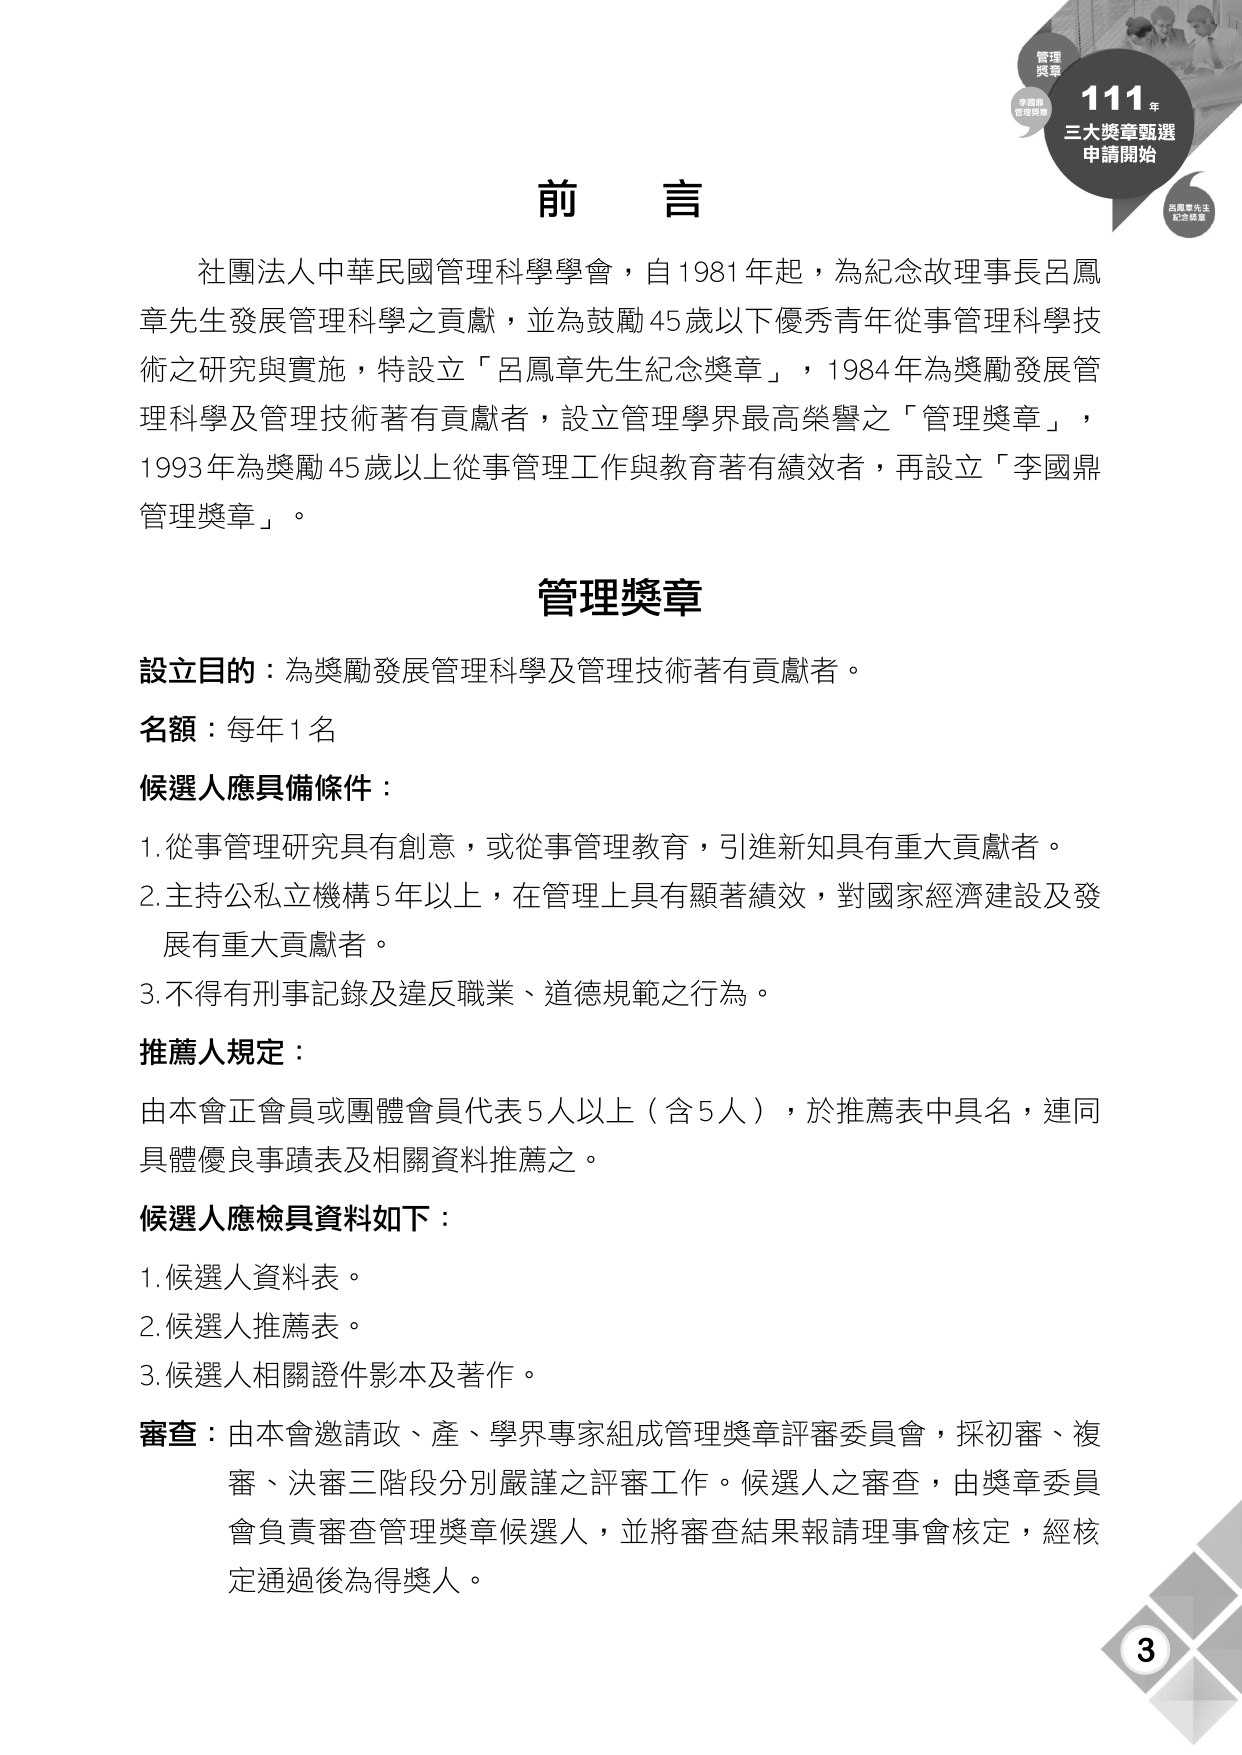 管理
獎章
李國鼎
管理獎章
111年
三大獎章甄選
申請開始
呂鳳章先生
紀念獎章
前　言
社團法人中華民國管理科學學會，自1981年起，為紀念故理事長呂鳳
章先生發展管理科學之貢獻，並為鼓勵45歲以下優秀青年從事管理科學技
術之研究與實施，特設立「呂鳳章先生紀念獎章」，1984年為獎勵發展管
理科學及管理技術著有貢獻者，設立管理學界最高榮譽之「管理獎章」，
1993年為獎勵45歲以上從事管理工作與教育著有績效者，再設立「李國鼎
管理獎章」。
管理獎章
設立目的：為獎勵發展管理科學及管理技術著有貢獻者。
名額：每年1名
候選人應具備條件：
1.從事管理研究具有創意，或從事管理教育，引進新知具有重大貢獻者。
2.主持公私立機構5年以上，在管理上具有顯著績效，對國家經濟建設及發
展有重大貢獻者。
3.不得有刑事記錄及違反職業、道德規範之行為。
推薦人規定：
由本會正會員或團體會員代表5人以上（含5人），於推薦表中具名，連同
具體優良事蹟表及相關資料推薦之。
候選人應檢具資料如下：
1.候選人資料表。
2.候選人推薦表。
3.候選人相關證件影本及著作。
審查：由本會邀請政、產、學界專家組成管理獎章評審委員會，採初審、複
審、決審三階段分別嚴謹之評審工作。候選人之審查，由獎章委員
會負責審查管理獎章候選人，並將審查結果報請理事會核定，經核
定通過後為得獎人。
3